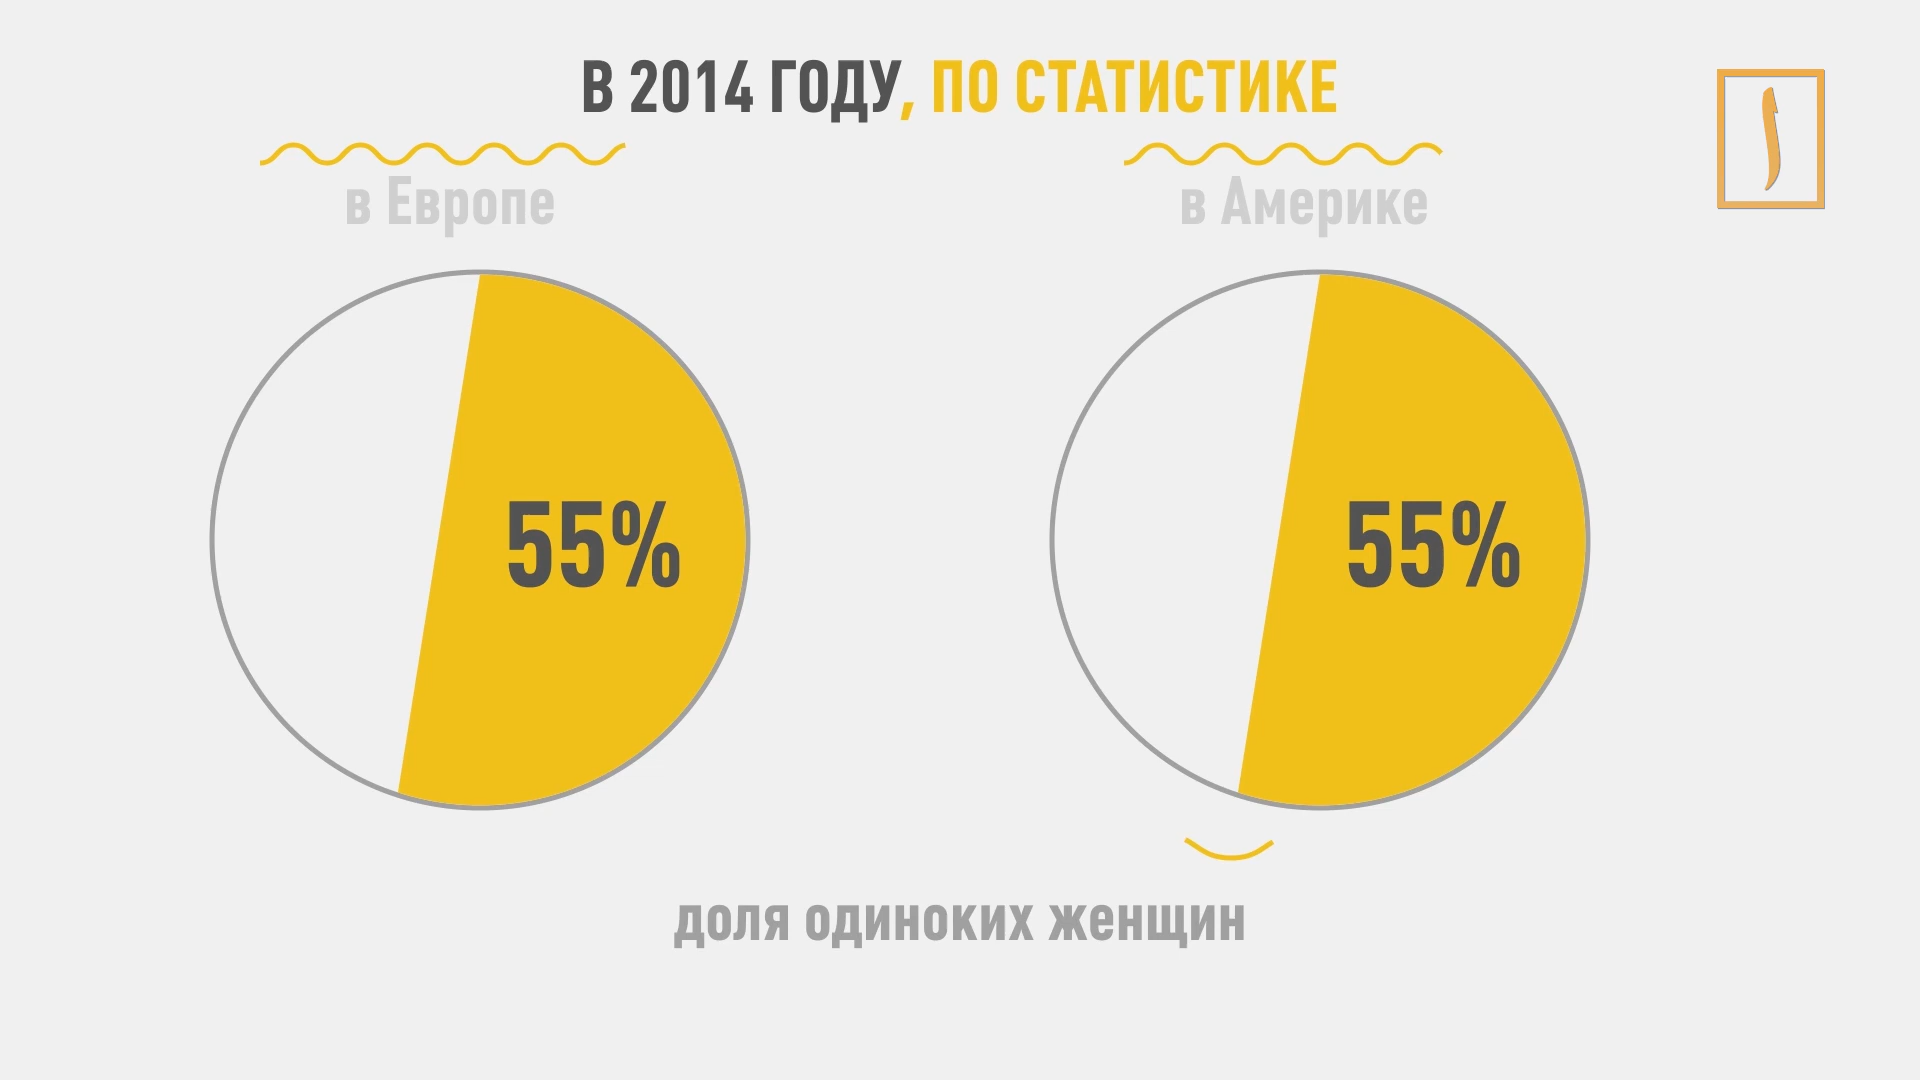 В 2014 ГОДУ, ПО СТАТИСТИКЕ
в Европе
в Америке
55%
55%
доля одиноких женщин